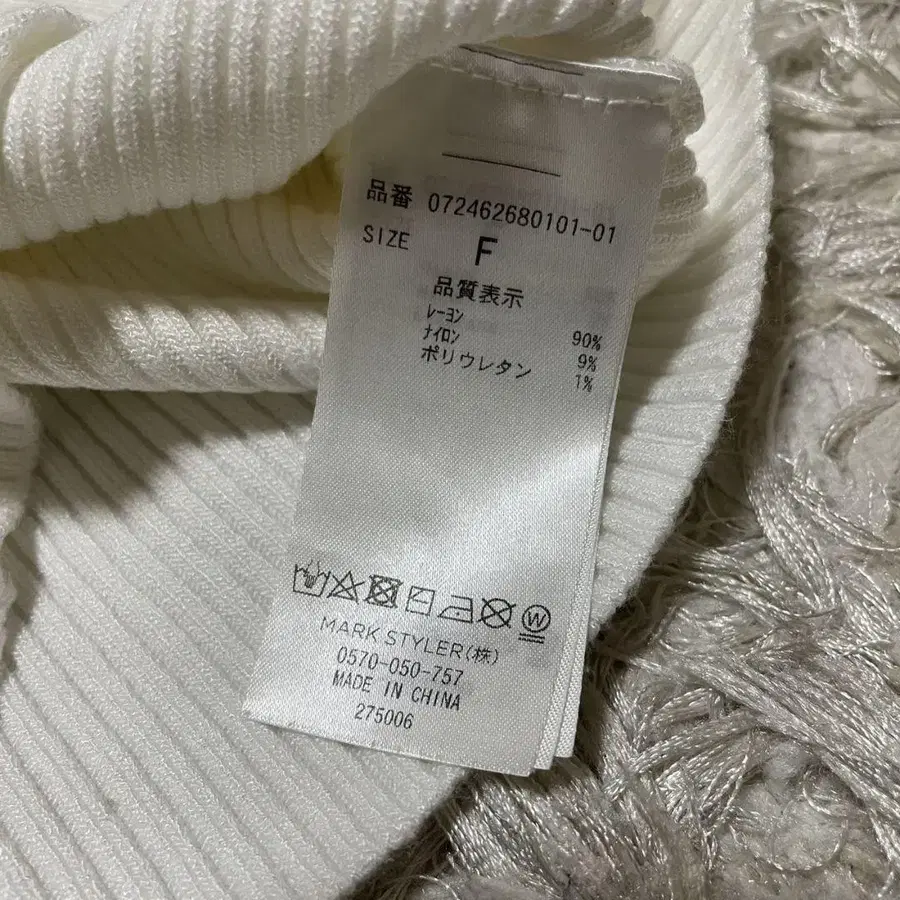 品番 072462680101-01
SIZE F
品質表示
レーヨン 90%
ナイロン 9%
ポリウレタン 1%
W
MARK STYLER(株)
0570-050-757
MADE IN CHINA
275006